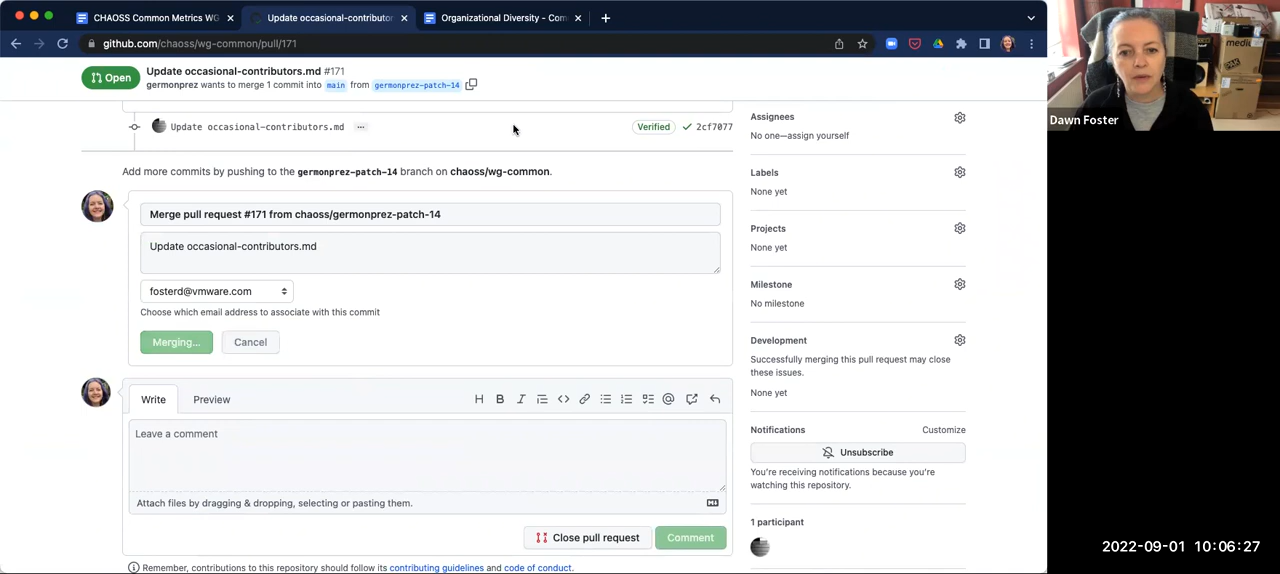 CHAOSS Common Metrics WG
Update occasional-contributor
Organizational Diversity - Com
github.com/chaoss/wg-common/pull/171
Open
Update occasional-contributors.md #171
germonprez wants to merge 1 commit into main from germonprez-patch-14
Update occasional-contributors.md ...
Verified
2cf7077
Add more commits by pushing to the germonprez-patch-14 branch on chaoss/wg-common.
Merge pull request #171 from chaoss/germonprez-patch-14
Update occasional-contributors.md
fosterd@vmware.com
Choose which email address to associate with this commit
Merging...
Cancel
Write
Preview
Leave a comment
Attach files by dragging & dropping, selecting or pasting them.
Close pull request
Comment
Remember, contributions to this repository should follow its contributing guidelines and code of conduct.
Assignees
No one—assign yourself
Labels
None yet
Projects
None yet
Milestone
No milestone
Development
Successfully merging this pull request may close
these issues.
None yet
Notifications
Customize
Unsubscribe
You're receiving notifications because you're
watching this repository.
1 participant
Dawn Foster
2022-09-01 10:06:27